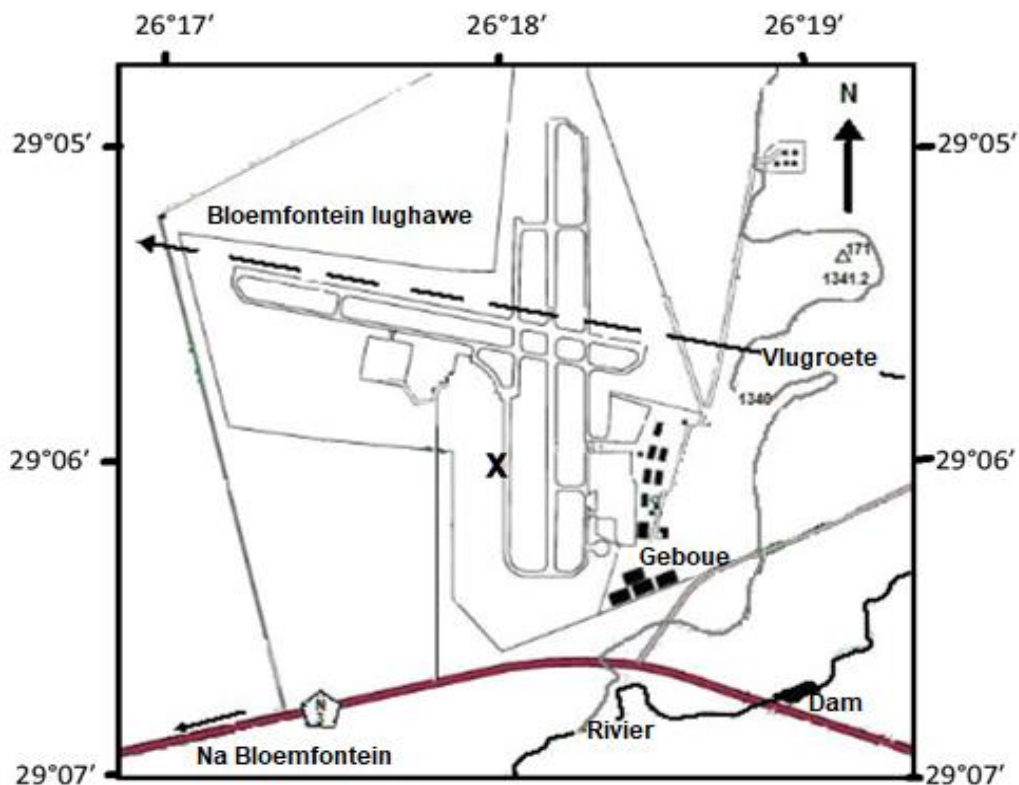 26°17'
26°18'
26°19'
N
29°05'
29°05'
Bloemfontein lughawe
171
1341.2
Vlugroete
1340
29°06'
X
29°06'
Geboue
Dam
N
Rivier
Na Bloemfontein
29°07'
29°07'